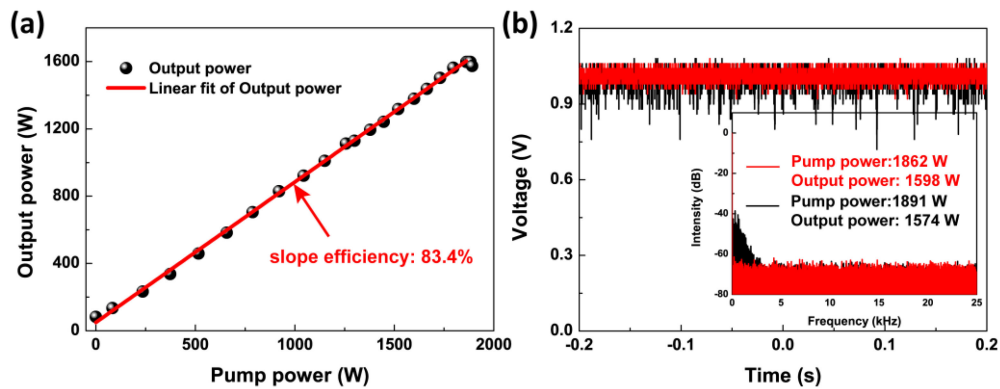 (a)
Output power
Linear fit of Output power
slope efficiency: 83.4%
Output power (W)
1600
1200
800
400
0
0
500
1000
1500
2000
Pump power (W)
(b)
Voltage (V)
1.2
0.9
0.6
0.3
0.0
-0.2
-0.1
0.0
0.1
0.2
Time (s)
Intensity (dB)
0
-20
-40
-60
-80
Pump power:1862 W
Output power: 1598 W
Pump power:1891 W
Output power: 1574 W
0
5
10
15
20
25
Frequency (kHz)